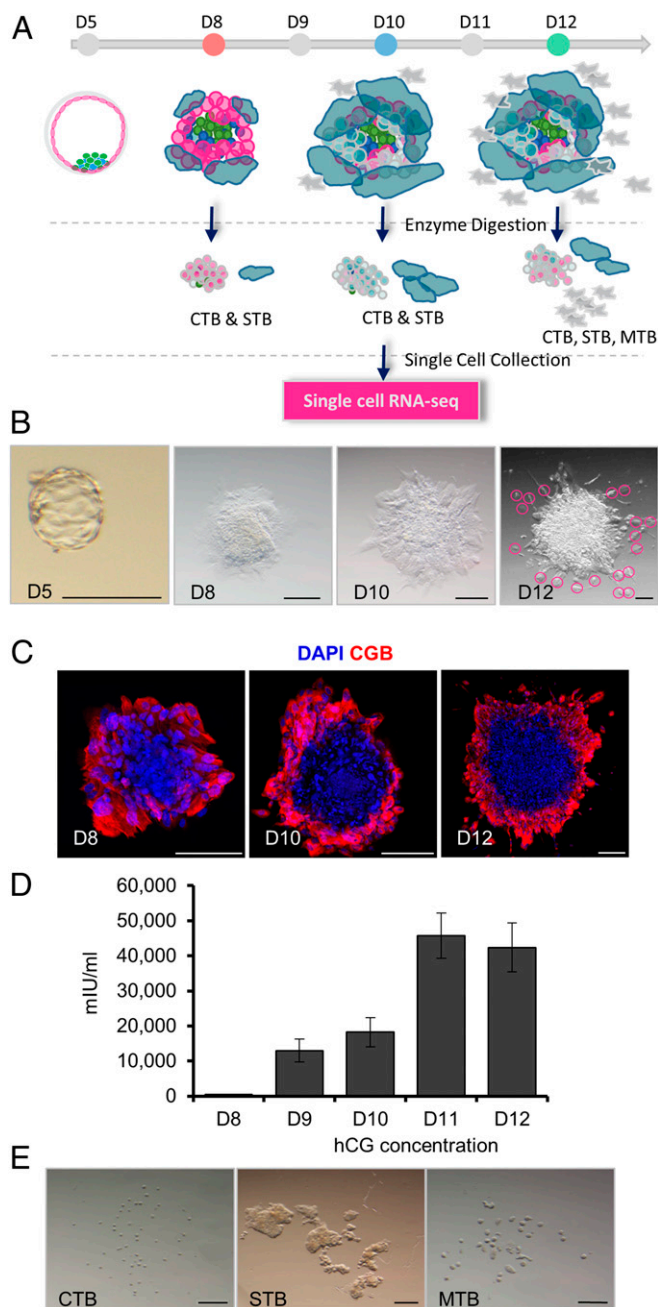 A
D5 D8 D9 D10 D11 D12
Enzyme Digestion
CTB & STB
CTB & STB
CTB, STB, MTB
Single Cell Collection
Single cell RNA-seq
B
D5
D8
D10
D12
C
DAPI CGB
D8
D10
D12
D
60,000
50,000
40,000
30,000
20,000
10,000
0
mIU/ml
D8 D9 D10 D11 D12
hCG concentration
E
CTB
STB
MTB